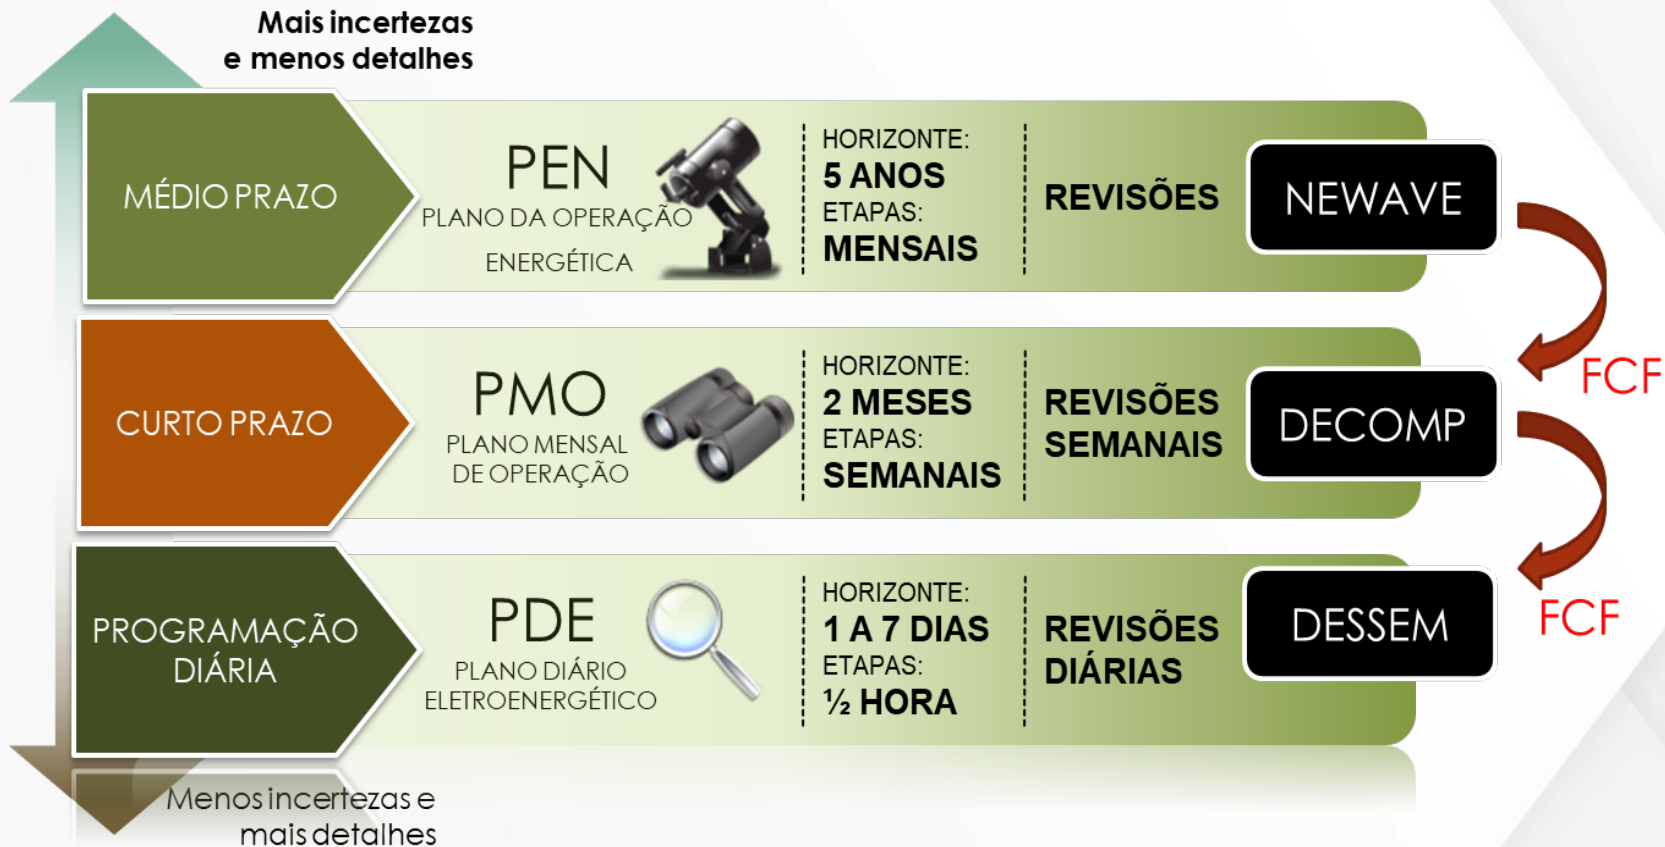 Mais incertezas
e menos detalhes
MÉDIO PRAZO
PEN
PLANO DA OPERAÇÃO
ENERGÉTICA
HORIZONTE:
5 ANOS
ETAPAS:
MENSAIS
REVISÕES
NEWAVE
FCF
CURTO PRAZO
PMO
PLANO MENSAL
DE OPERAÇÃO
HORIZONTE:
2 MESES
ETAPAS:
SEMANAIS
REVISÕES
SEMANAIS
DECOMP
FCF
PROGRAMAÇÃO
DIÁRIA
PDE
PLANO DIÁRIO
ELETROENERGÉTICO
HORIZONTE:
1 A 7 DIAS
ETAPAS:
½ HORA
REVISÕES
DIÁRIAS
DESSEM
Menos incertezas e
mais detalhes